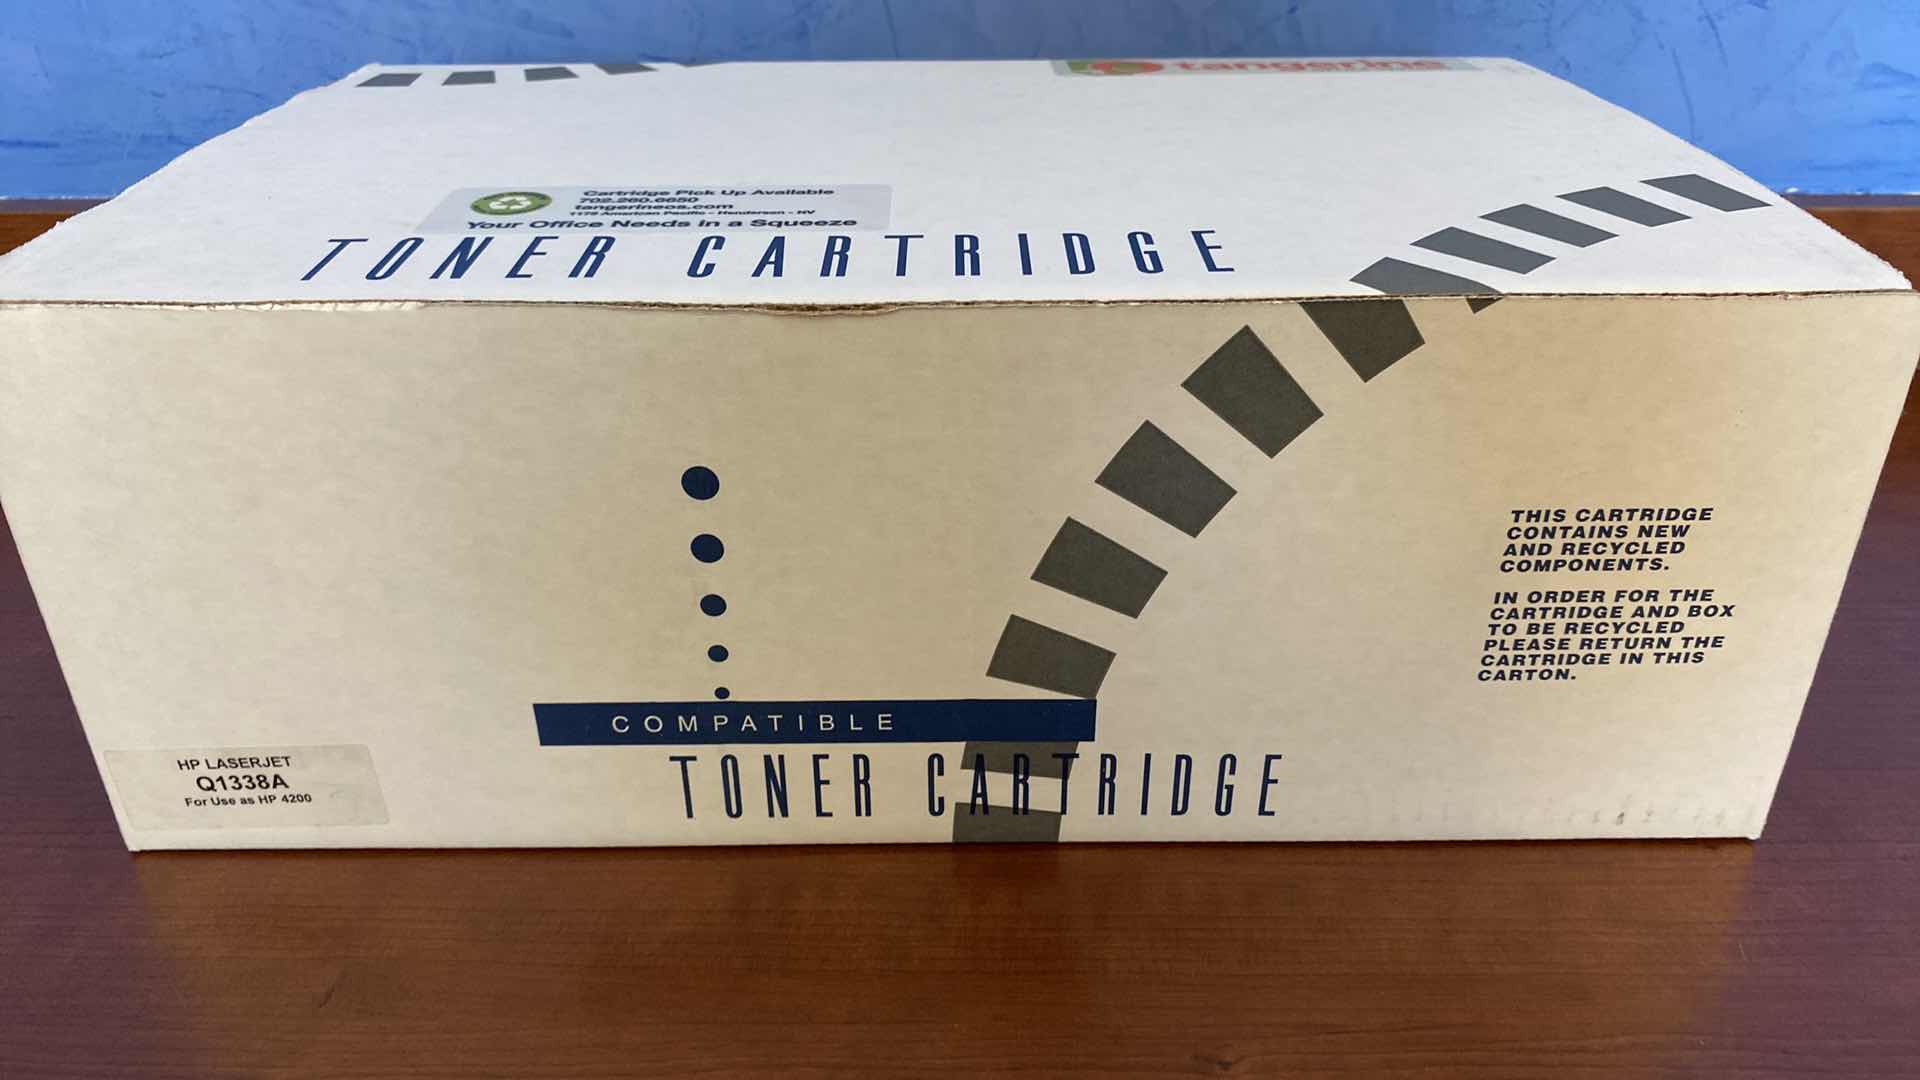 tangerine
Cartridge Pick Up Available
702.260.6650
tangerineos.com
1175 American Pacific - Henderson - NV
Your Office Needs in a Squeeze
TONER CARTRIDGE
THIS CARTRIDGE
CONTAINS NEW
AND RECYCLED
COMPONENTS.
IN ORDER FOR THE
CARTRIDGE AND BOX
TO BE RECYCLED
PLEASE RETURN THE
CARTRIDGE IN THIS
CARTON.
COMPATIBLE
TONER CARTRIDGE
HP LASERJET
Q1338A
For Use as HP 4200